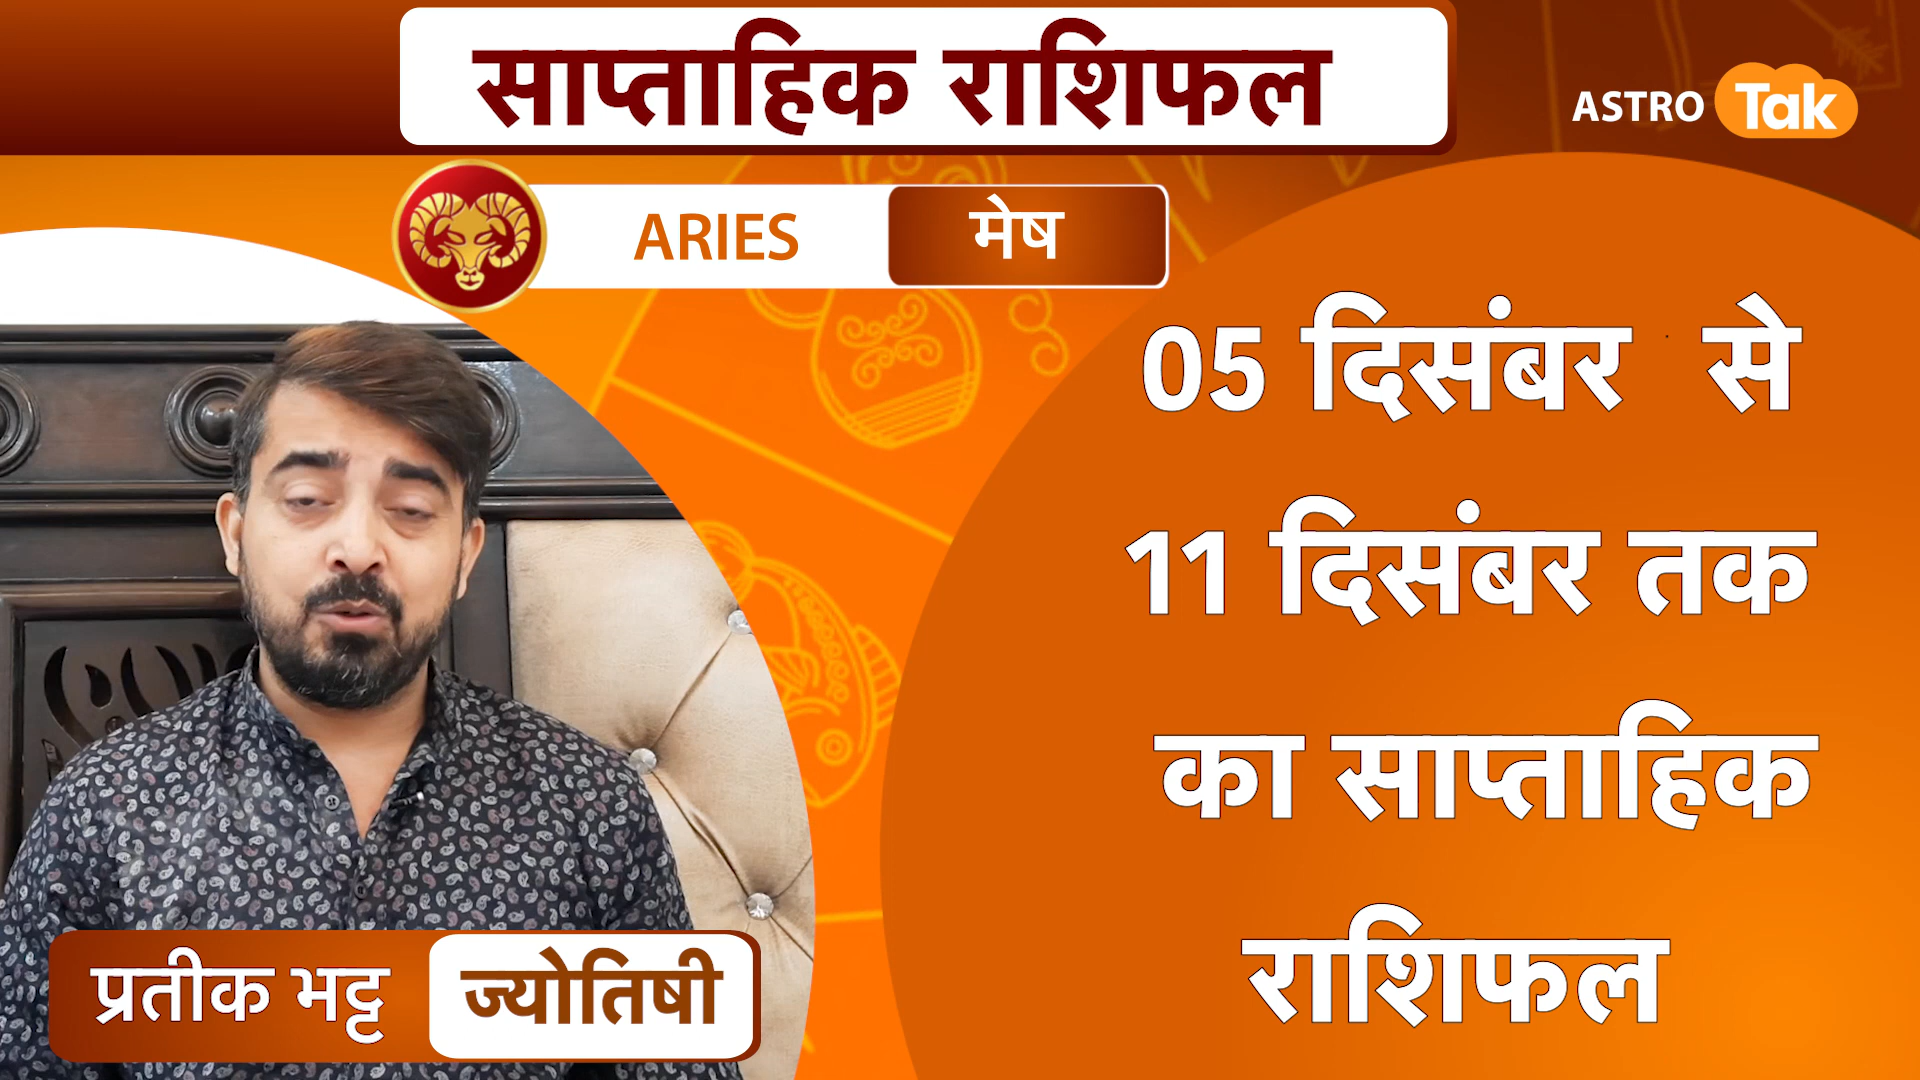 साप्ताहिक राशिफल
ASTRO Tak
ARIES मेष
05 दिसंबर से
11 दिसंबर तक
का साप्ताहिक
राशिफल
प्रतीक भट्ट ज्योतिषी